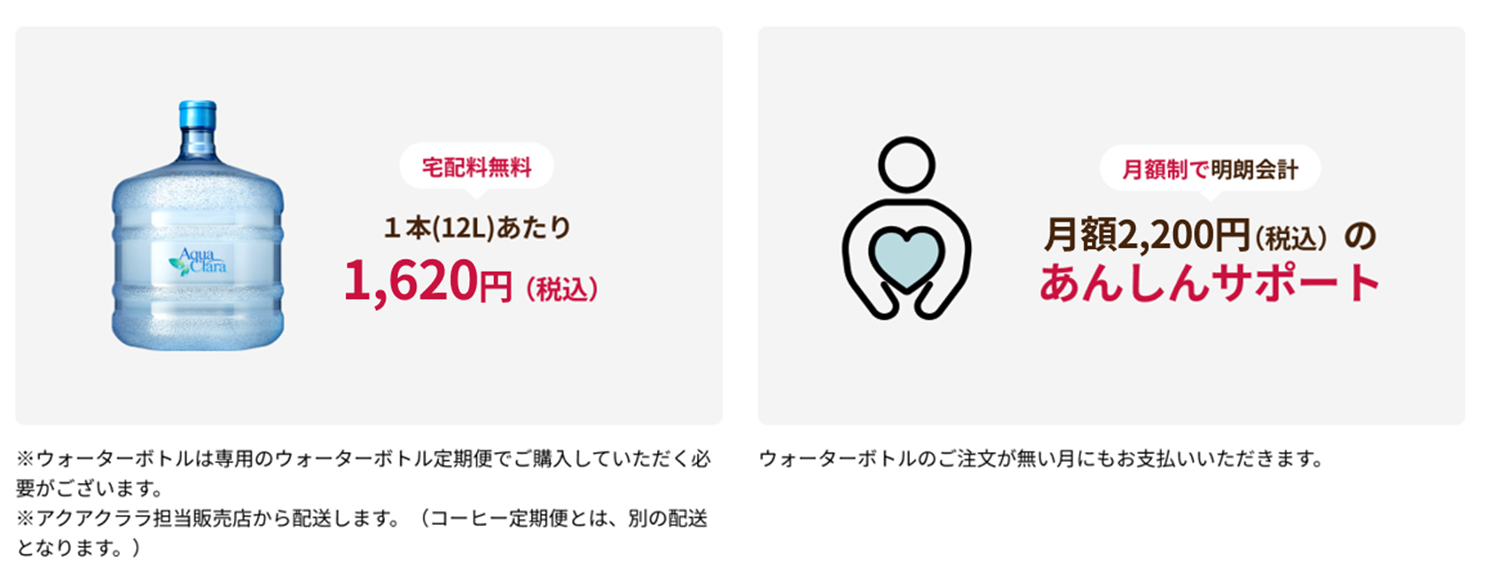 宅配料無料
１本(12L)あたり
1,620円（税込）
Aqua
Clara
月額制で明朗会計
月額2,200円（税込）の
あんしんサポート
※ウォーターボトルは専用のウォーターボトル定期便でご購入していただく必
要がございます。
※アクアクララ担当販売店から配送します。（コーヒー定期便とは、別の配送
となります。）
ウォーターボトルのご注文が無い月にもお支払いいただきます。